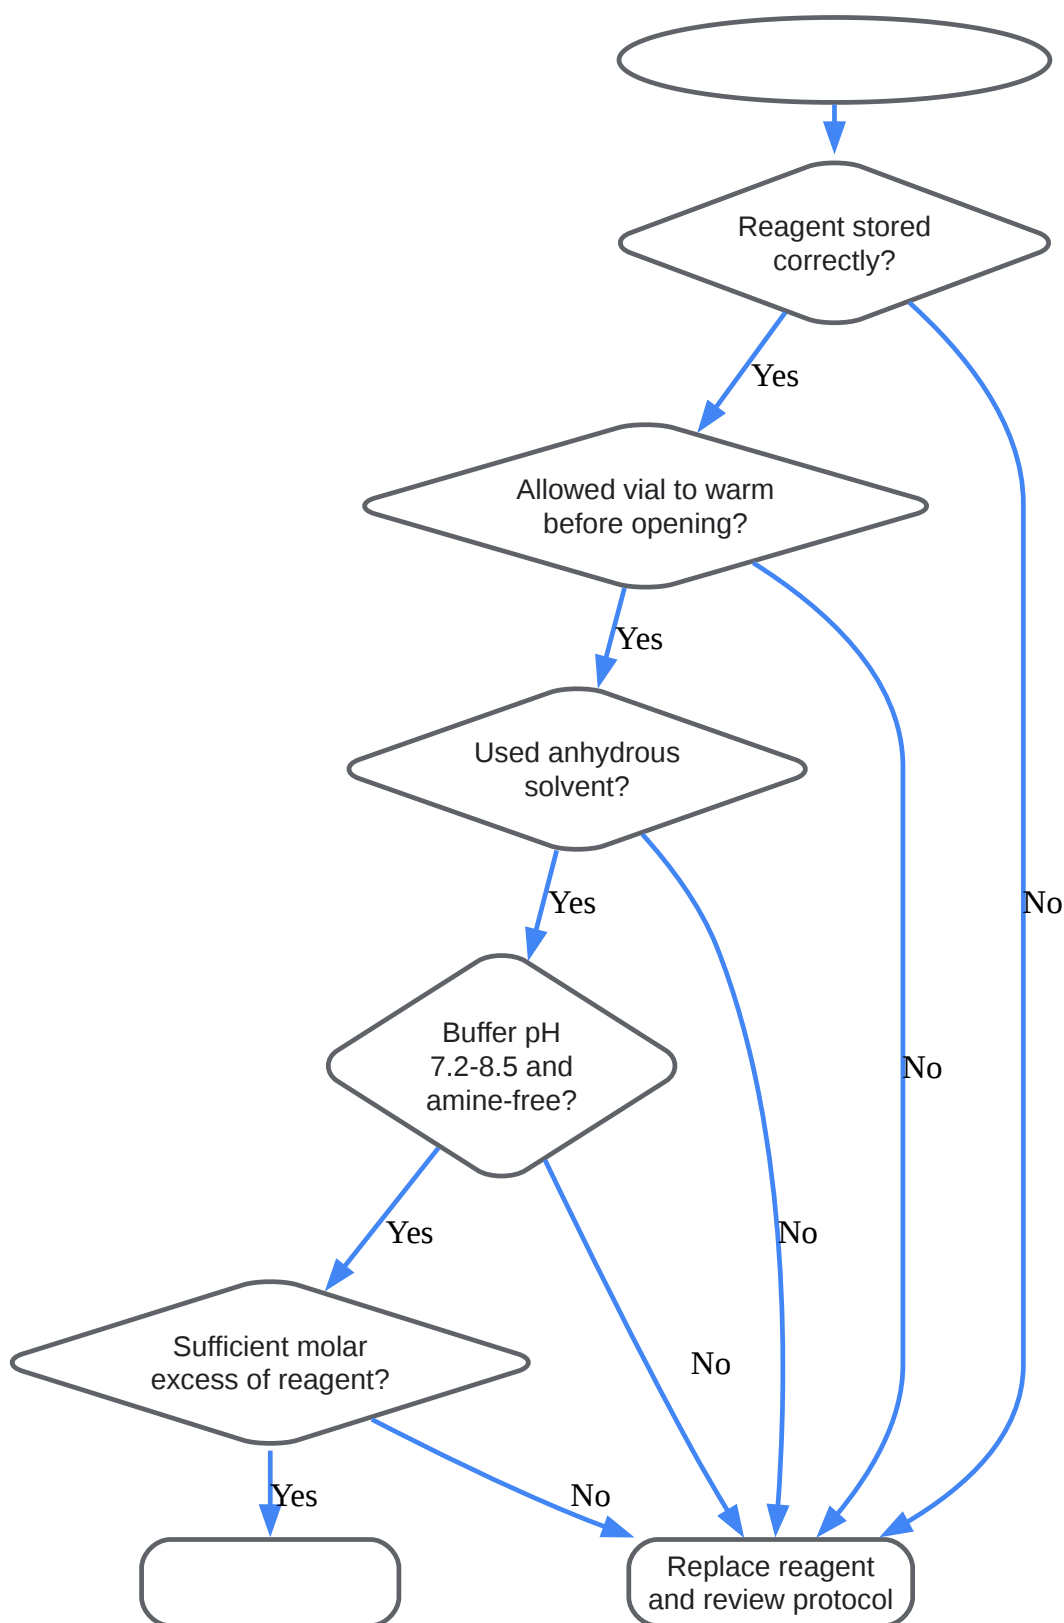 Reagent stored
correctly?
Yes
Allowed vial to warm
before opening?
Yes
Used anhydrous
solvent?
Yes
No
Buffer pH
7.2-8.5 and
amine-free?
No
Yes
No
Sufficient molar
excess of reagent?
No
Yes
No
Replace reagent
and review protocol